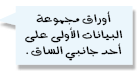 أوراق مجموعة
البيانات الأولى على
أحد جانبي الساق.